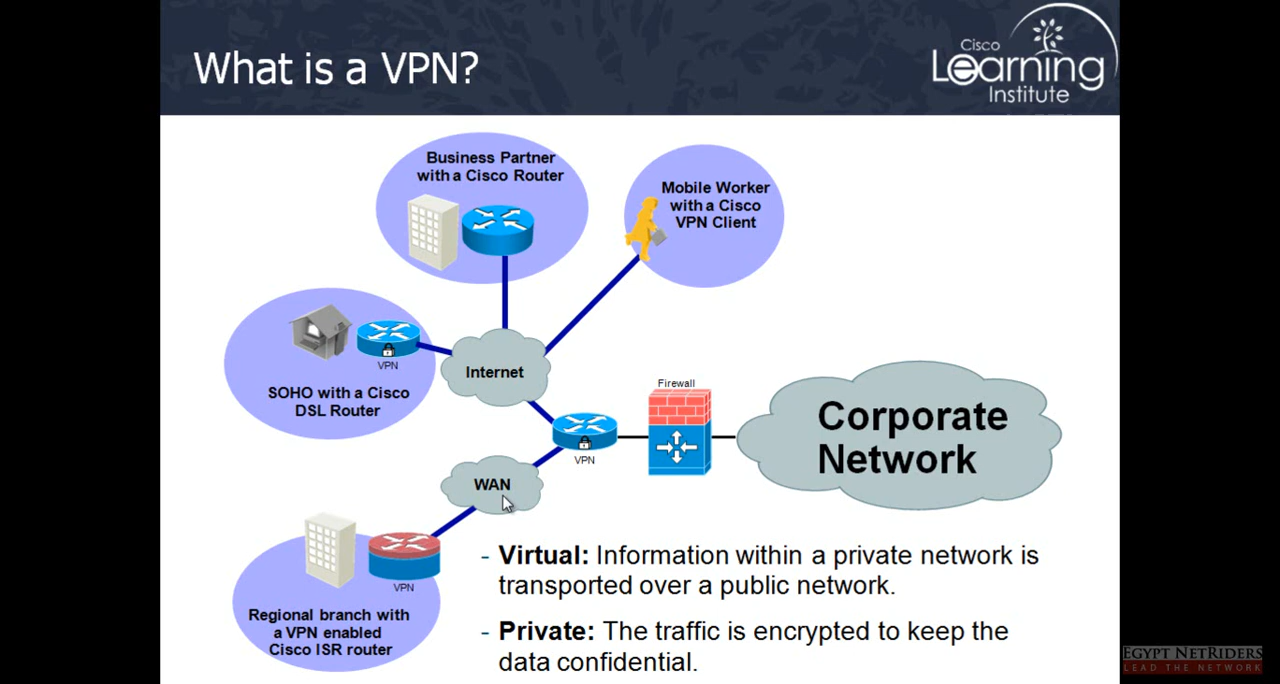 What is a VPN?
Cisco
Learning
Institute
Business Partner
with a Cisco Router
Mobile Worker
with a Cisco
VPN Client
VPN
SOHO with a Cisco
DSL Router
Internet
Firewall
VPN
Corporate
Network
WAN
VPN
Regional branch with
a VPN enabled
Cisco ISR router
- Virtual: Information within a private network is
transported over a public network.
- Private: The traffic is encrypted to keep the
data confidential.
EGYPT NETRIDERS
LEAD THE NETWORK